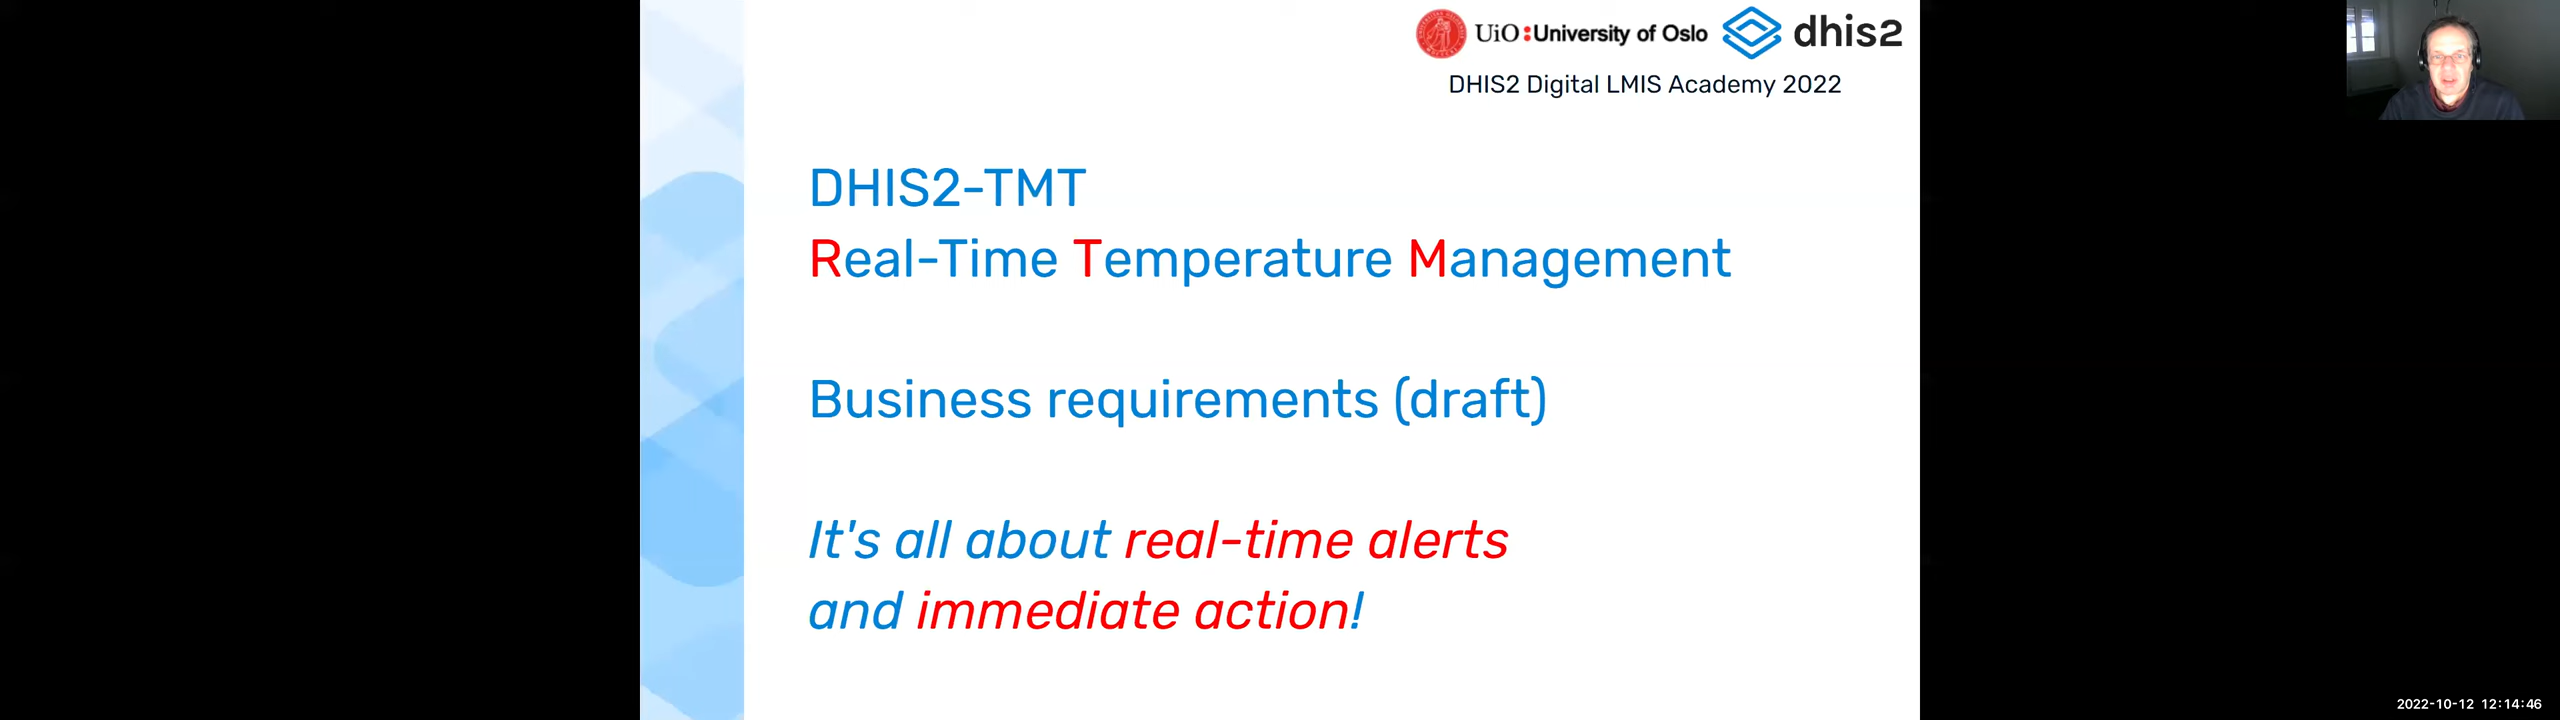 UiO:University of Oslo dhis2
DHIS2 Digital LMIS Academy 2022
DHIS2-TMT
Real-Time Temperature Management
Business requirements (draft)
It's all about real-time alerts
and immediate action!
2022-10-12 12:14:46